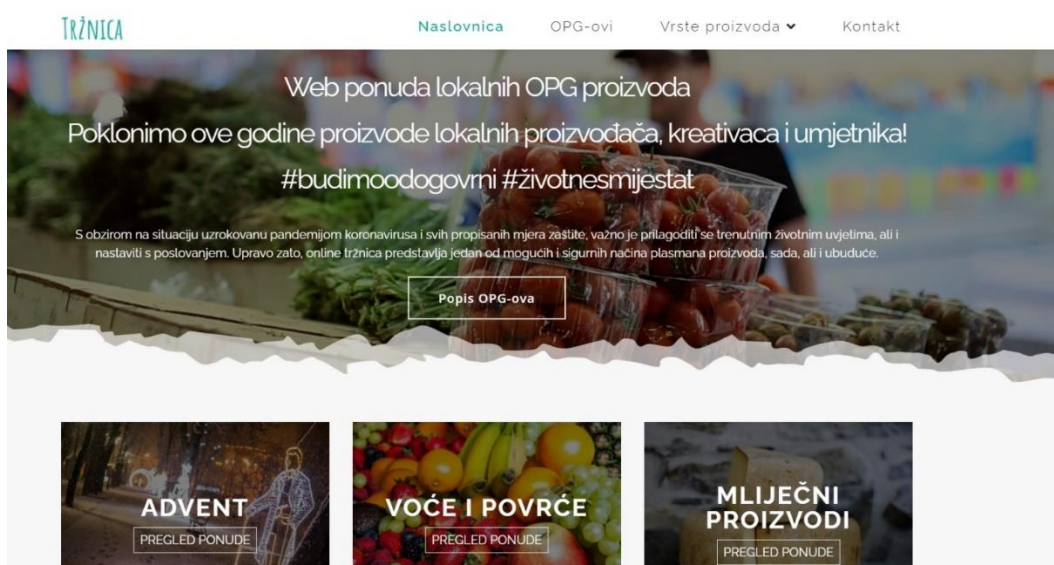 TRŽNICA
Naslovnica OPG-ovi Vrste proizvoda Kontakt
Web ponuda lokalnih OPG proizvoda
Poklonimo ove godine proizvode lokalnih proizvođača, kreativaca i umjetnika!
#budimoodogovrni #životnesmijestat
S obzirom na situaciju uzrokovanu pandemijom koronavirusa i svih propisanih mjera zaštite, važno je prilagoditi se trenutnim životnim uvjetima, ali i
nastaviti s poslovanjem. Upravo zato, online tržnica predstavlja jedan od mogućih i sigurnih načina plasmana proizvoda, sada, ali i ubuduće.
Popis OPG-ova
ADVENT
PREGLED PONUDE
VOĆE I POVRĆE
PREGLED PONUDE
MLIJEČNI
PROIZVODI
PREGLED PONUDE